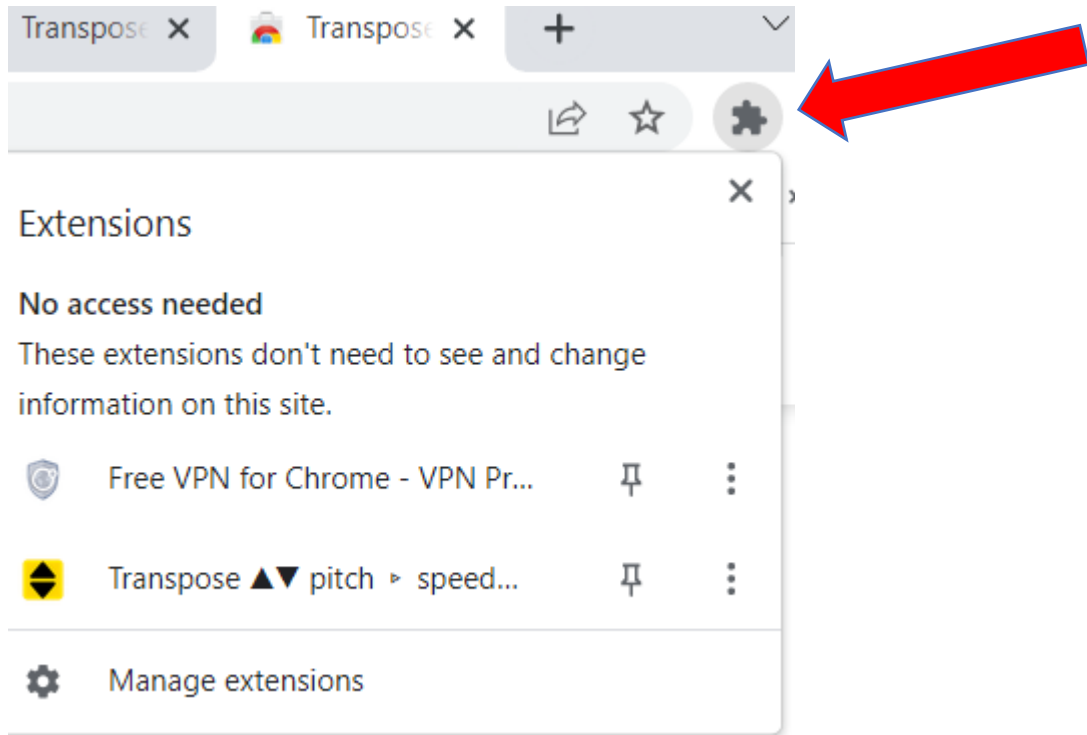 Transpose Transpose
Extensions
No access needed
These extensions don't need to see and change
information on this site.
Free VPN for Chrome - VPN Pr...
Transpose ▲▼ pitch ▹ speed...
Manage extensions